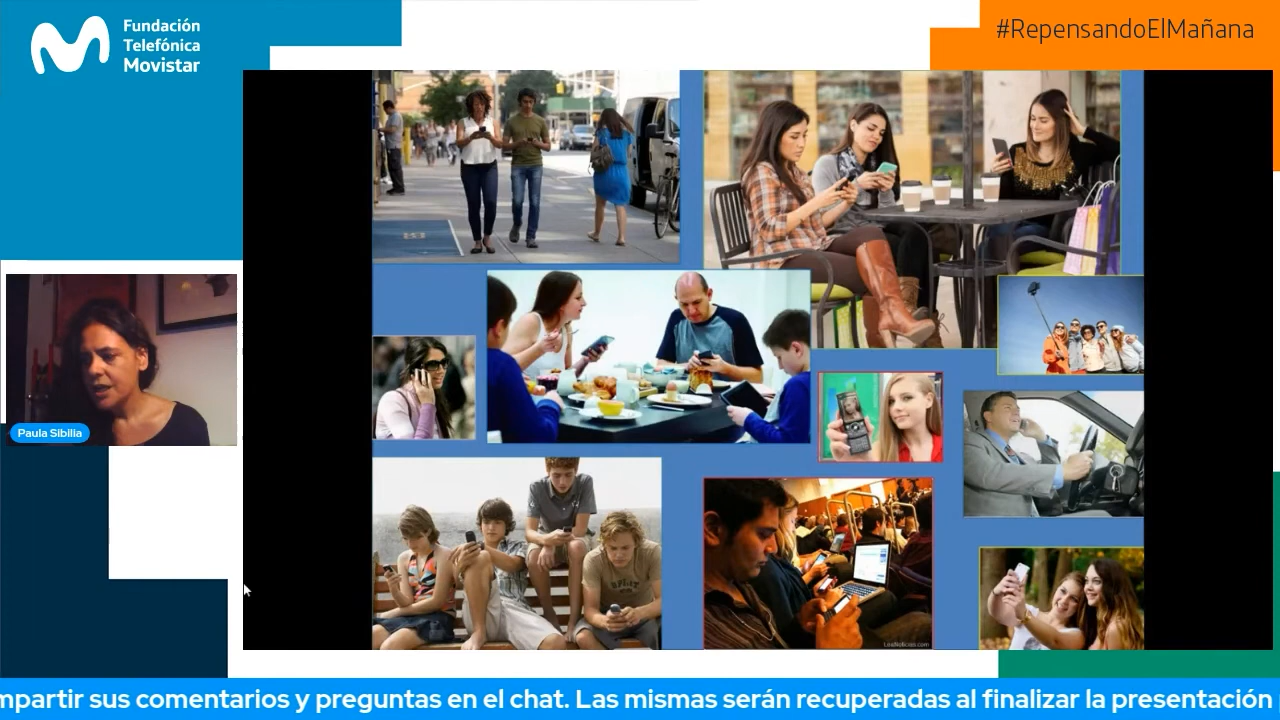 Fundación
Telefónica
Movistar
#RepensandoElMañana
Paula Sibilia
mpartir sus comentarios y preguntas en el chat. Las mismas serán recuperadas al finalizar la presentación